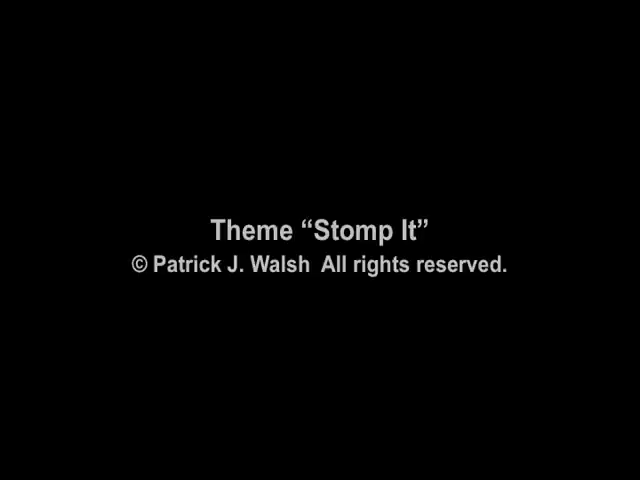 Theme “Stomp It”
© Patrick J. Walsh  All rights reserved.